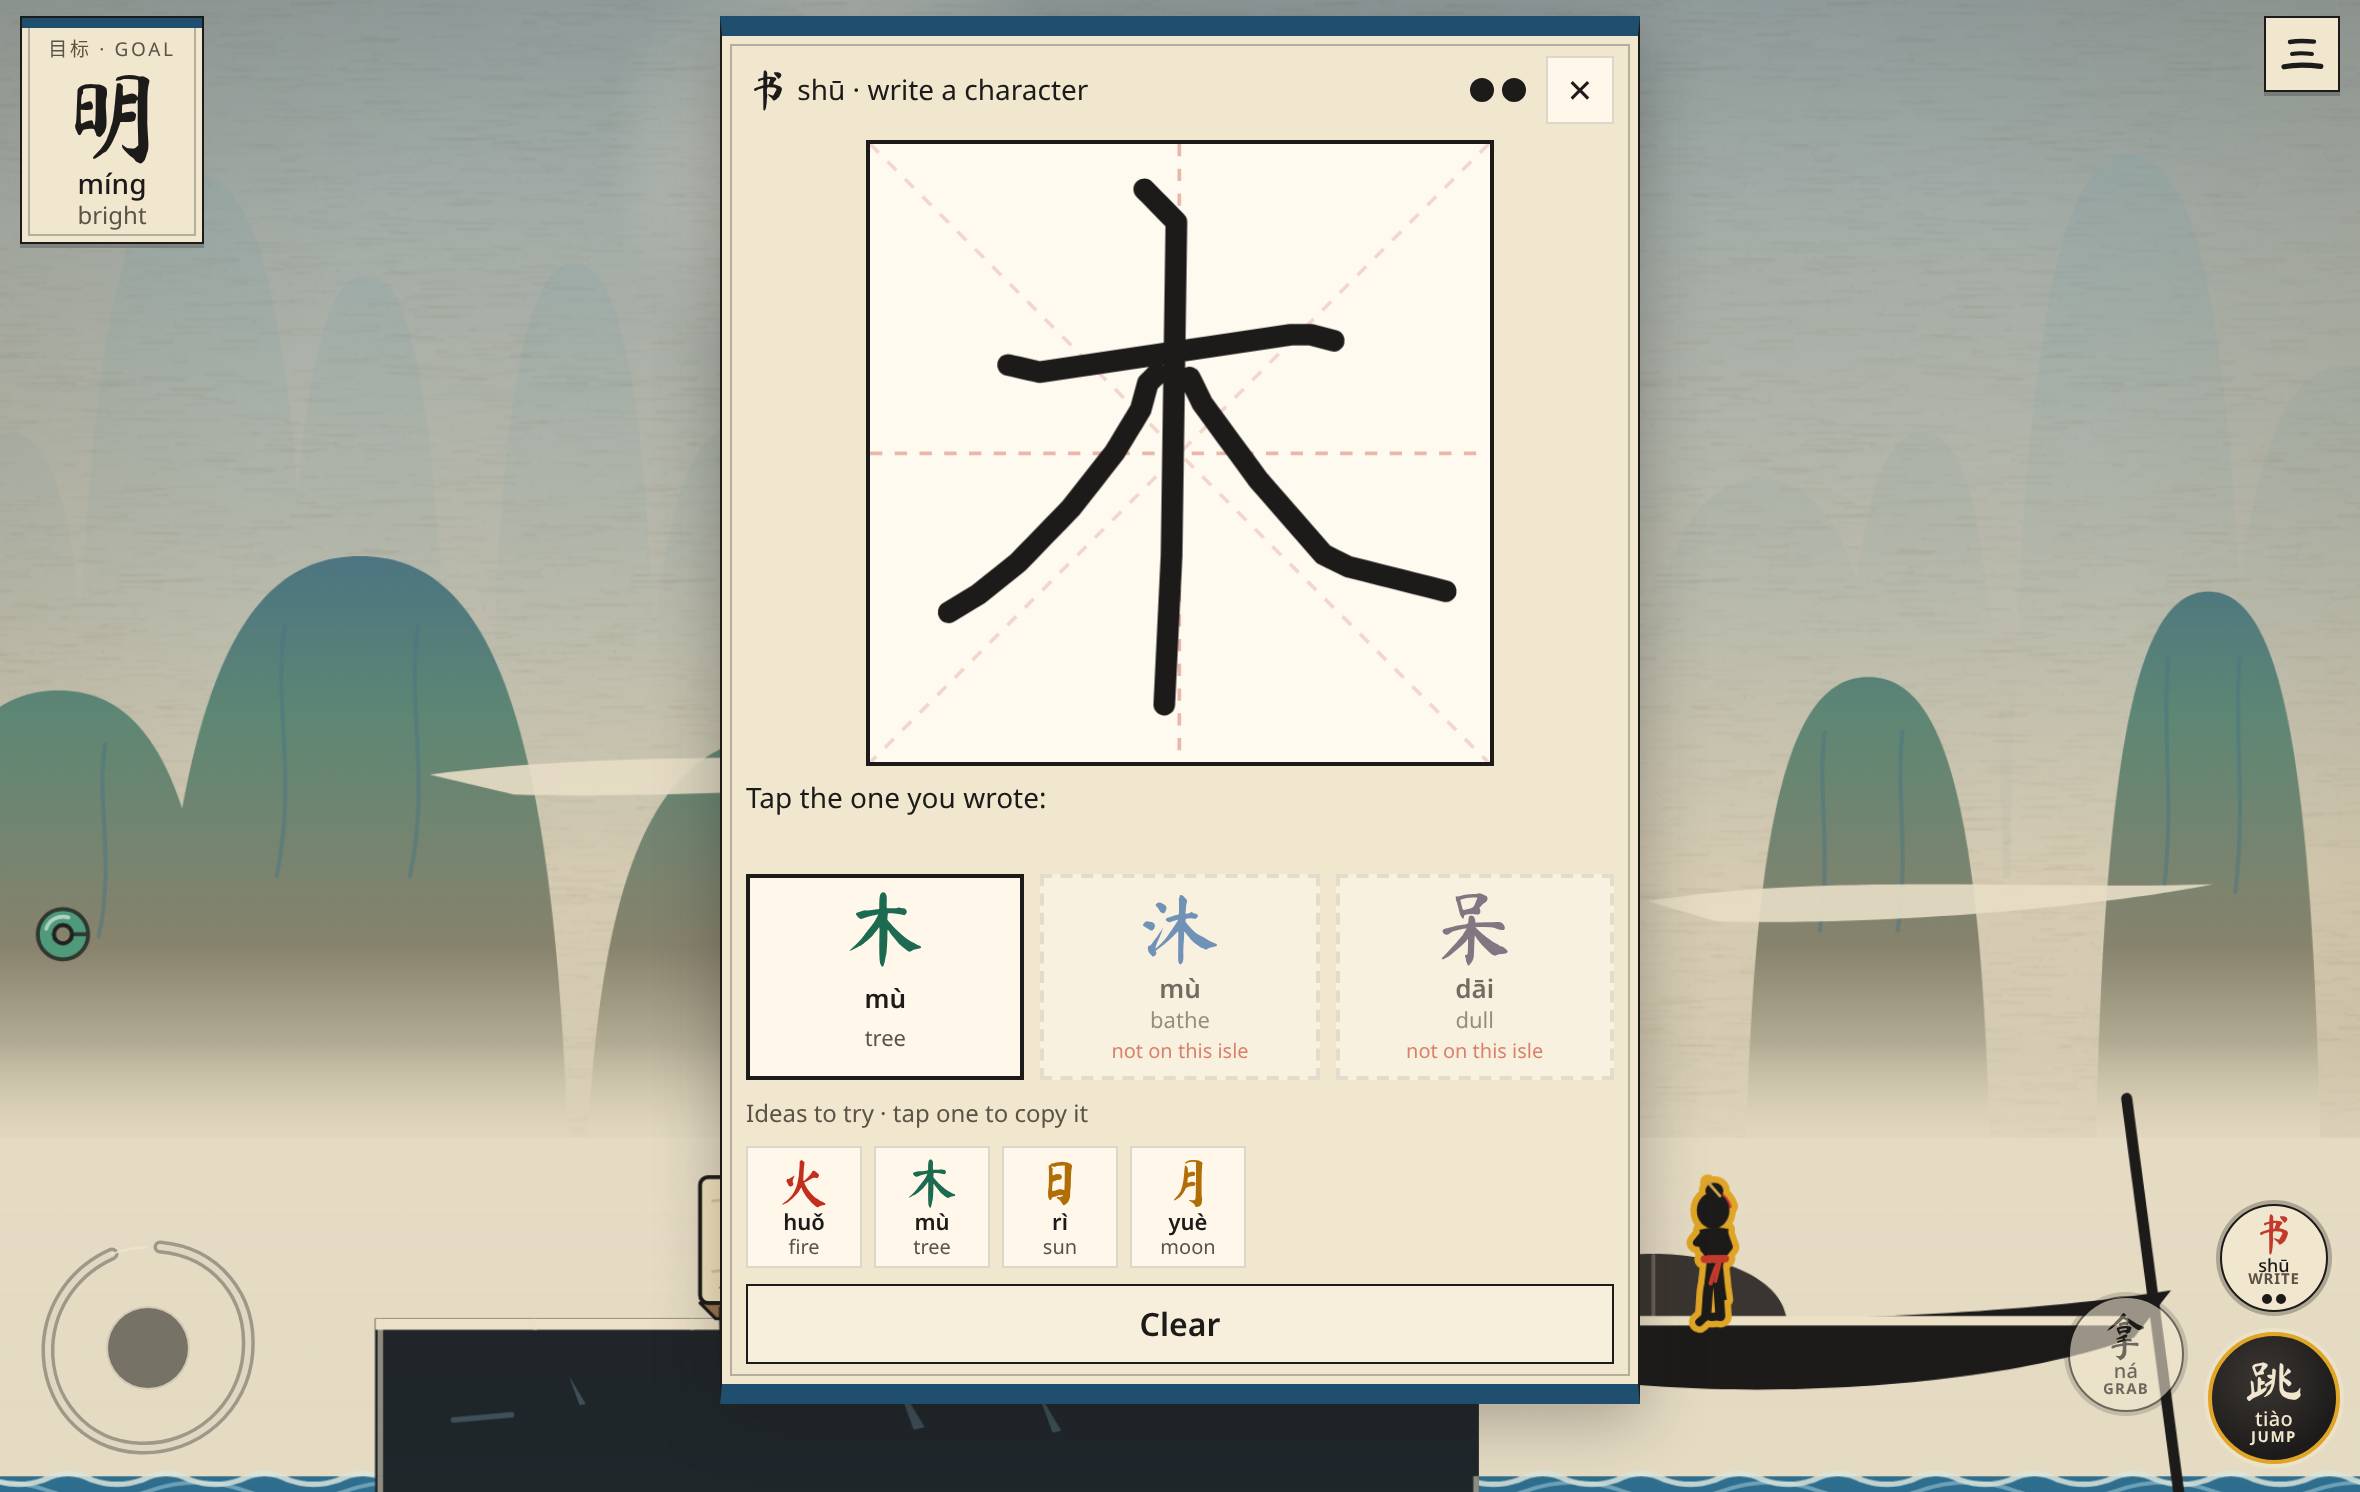 目标 · GOAL
明
míng
bright
书 shū · write a character
✕
三
木
Tap the one you wrote:
木
mù
tree
沐
mù
bathe
not on this isle
呆
dāi
dull
not on this isle
Ideas to try · tap one to copy it
火
huǒ
fire
木
mù
tree
日
rì
sun
月
yuè
moon
Clear
书
shū
WRITE
拿
ná
GRAB
跳
tiào
JUMP